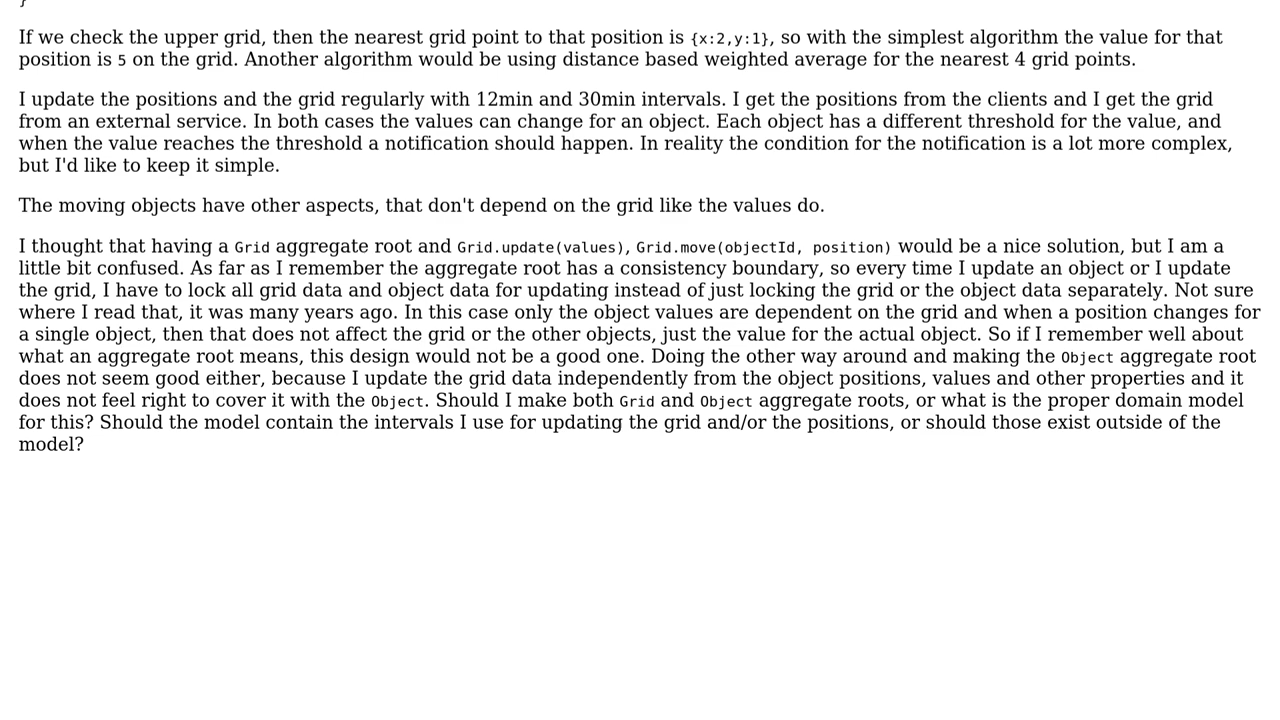 }
If we check the upper grid, then the nearest grid point to that position is {x:2,y:1}, so with the simplest algorithm the value for that
position is 5 on the grid. Another algorithm would be using distance based weighted average for the nearest 4 grid points.
I update the positions and the grid regularly with 12min and 30min intervals. I get the positions from the clients and I get the grid
from an external service. In both cases the values can change for an object. Each object has a different threshold for the value, and
when the value reaches the threshold a notification should happen. In reality the condition for the notification is a lot more complex,
but I'd like to keep it simple.
The moving objects have other aspects, that don't depend on the grid like the values do.
I thought that having a Grid aggregate root and Grid.update(values), Grid.move(objectId, position) would be a nice solution, but I am a
little bit confused. As far as I remember the aggregate root has a consistency boundary, so every time I update an object or I update
the grid, I have to lock all grid data and object data for updating instead of just locking the grid or the object data separately. Not sure
where I read that, it was many years ago. In this case only the object values are dependent on the grid and when a position changes for
a single object, then that does not affect the grid or the other objects, just the value for the actual object. So if I remember well about
what an aggregate root means, this design would not be a good one. Doing the other way around and making the Object aggregate root
does not seem good either, because I update the grid data independently from the object positions, values and other properties and it
does not feel right to cover it with the Object. Should I make both Grid and Object aggregate roots, or what is the proper domain model
for this? Should the model contain the intervals I use for updating the grid and/or the positions, or should those exist outside of the
model?